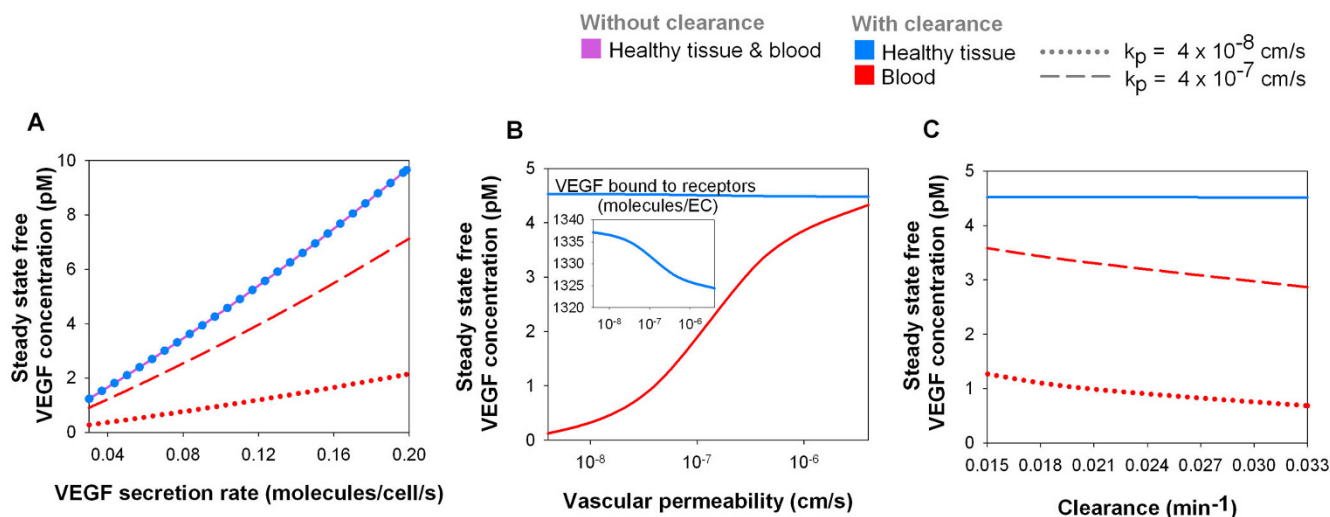 Without clearance
Healthy tissue & blood
With clearance
Healthy tissue
Blood
kp = 4 x 10-8 cm/s
kp = 4 x 10-7 cm/s
A
Steady state free
VEGF concentration (pM)
10
8
6
4
2
0
0.04 0.08 0.12 0.16 0.20
VEGF secretion rate (molecules/cell/s)
B
Steady state free
VEGF concentration (pM)
5
4
3
2
1
0
VEGF bound to receptors
(molecules/EC)
1340
1335
1330
1325
1320
10-8 10-7 10-6
10-8 10-7 10-6
Vascular permeability (cm/s)
C
Steady state free
VEGF concentration (pM)
5
4
3
2
1
0
0.015 0.018 0.021 0.024 0.027 0.030 0.033
Clearance (min-1)